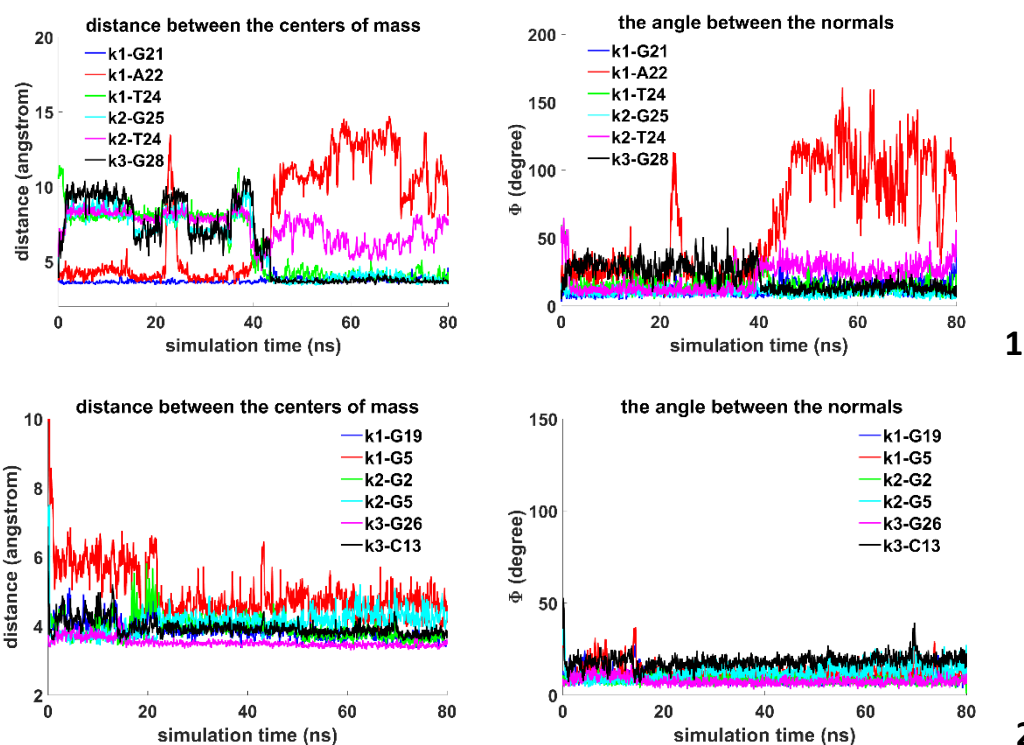 distance between the centers of mass
20
15
10
5
distance (angstrom)
k1-G21
k1-A22
k1-T24
k2-G25
k2-T24
k3-G28
0 20 40 60 80
simulation time (ns)
the angle between the normals
200
150
100
50
0
Φ (degree)
k1-G21
k1-A22
k1-T24
k2-G25
k2-T24
k3-G28
0 20 40 60 80
simulation time (ns)
1
distance between the centers of mass
10
8
6
4
2
distance (angstrom)
k1-G19
k1-G5
k2-G2
k2-G5
k3-G26
k3-C13
0 20 40 60 80
simulation time (ns)
the angle between the normals
150
100
50
0
Φ (degree)
k1-G19
k1-G5
k2-G2
k2-G5
k3-G26
k3-C13
0 20 40 60 80
simulation time (ns)
2